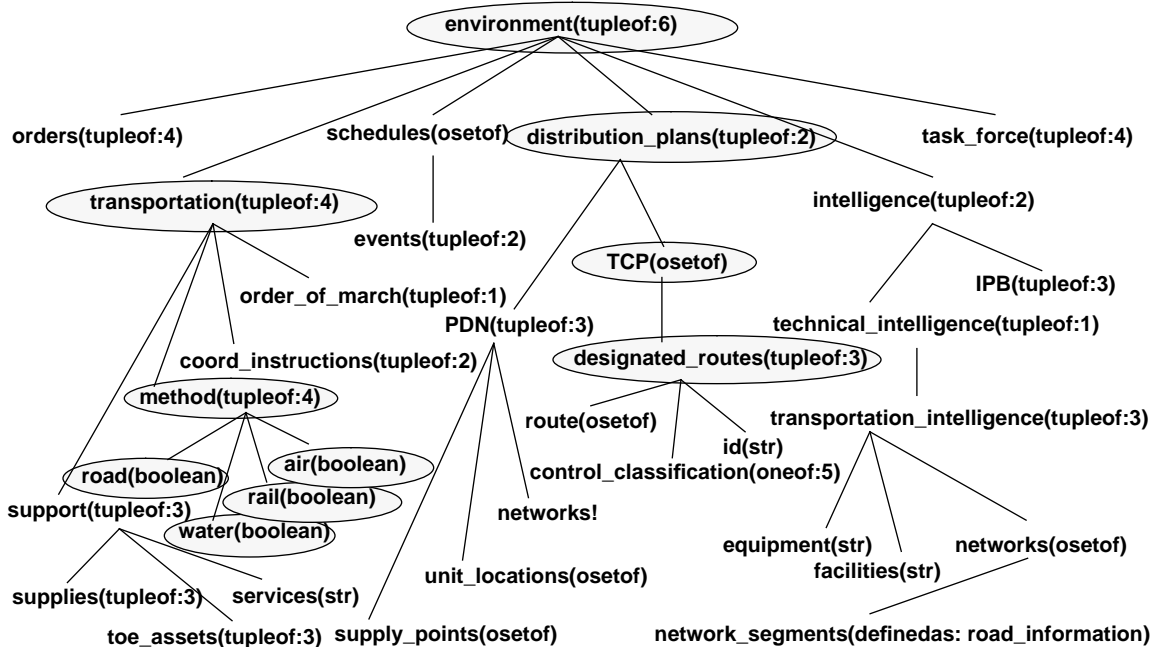 environment(tupleof:6)
orders(tupleof:4)
schedules(osetof)
distribution_plans(tupleof:2)
task_force(tupleof:4)
transportation(tupleof:4)
intelligence(tupleof:2)
events(tupleof:2)
TCP(osetof)
IPB(tupleof:3)
order_of_march(tupleof:1)
PDN(tupleof:3)
technical_intelligence(tupleof:1)
coord_instructions(tupleof:2)
designated_routes(tupleof:3)
method(tupleof:4)
route(osetof)
transportation_intelligence(tupleof:3)
id(str)
road(boolean)
air(boolean)
control_classification(oneof:5)
rail(boolean)
support(tupleof:3)
networks!
water(boolean)
equipment(str)
networks(osetof)
facilities(str)
unit_locations(osetof)
supplies(tupleof:3)
services(str)
toe_assets(tupleof:3)
supply_points(osetof)
network_segments(definedas: road_information)